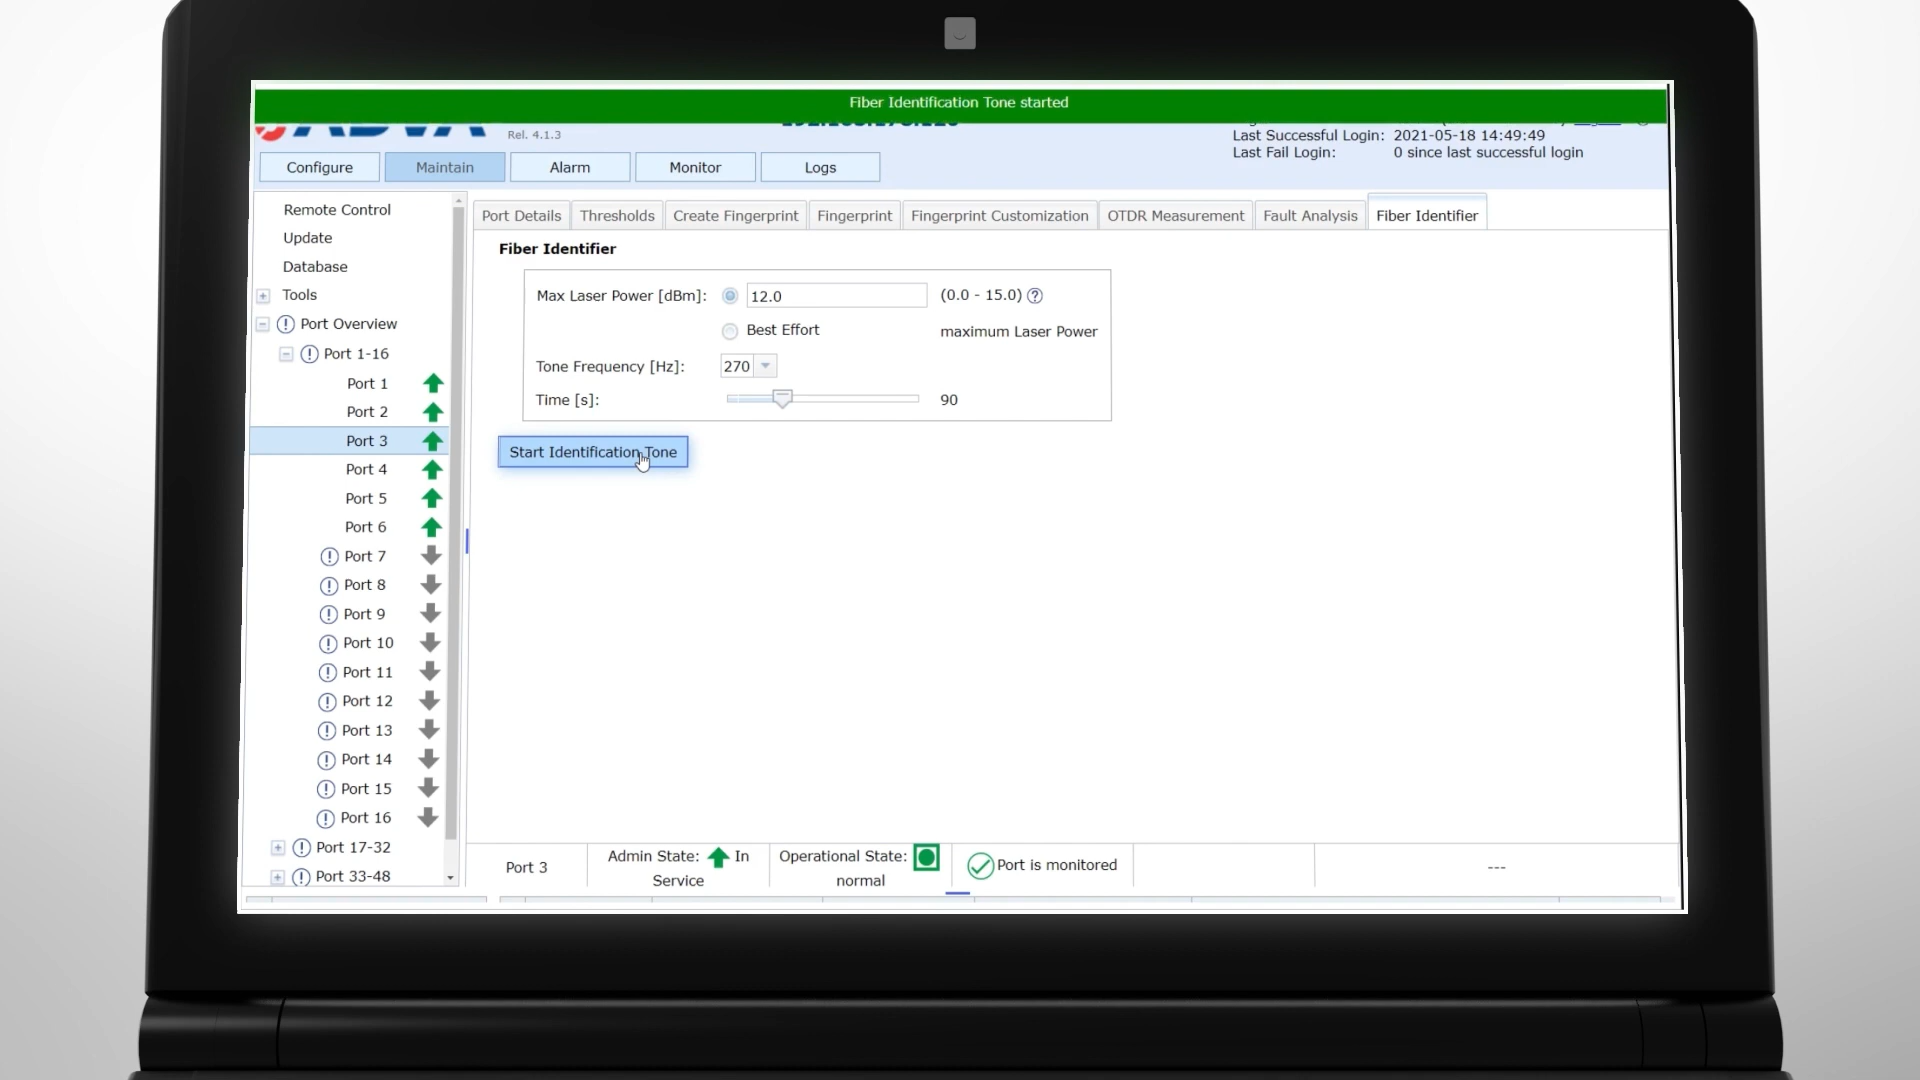 Fiber Identification Tone started
ADVA
Rel. 4.1.3
Last Successful Login: 2021-05-18 14:49:49
Last Fail Login: 0 since last successful login
Configure Maintain Alarm Monitor Logs
Remote Control
Update
Database
Tools
Port Overview
Port 1-16
Port 1
Port 2
Port 3
Port 4
Port 5
Port 6
Port 7
Port 8
Port 9
Port 10
Port 11
Port 12
Port 13
Port 14
Port 15
Port 16
Port 17-32
Port 33-48
Port Details Thresholds Create Fingerprint Fingerprint Fingerprint Customization OTDR Measurement Fault Analysis Fiber Identifier
Fiber Identifier
Max Laser Power [dBm]: 12.0 (0.0 - 15.0) ?
Best Effort maximum Laser Power
Tone Frequency [Hz]: 270
Time [s]: 90
Start Identification Tone
Port 3
Admin State: In
Service
Operational State:
normal
Port is monitored
---